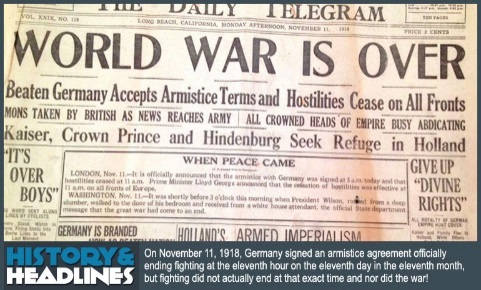 THE DAILY TELEGRAM
VOL. XXIX, NO. 118
LONG BEACH, CALIFORNIA, MONDAY AFTERNOON, NOVEMBER 11, 1918
TEN PAGES
PRICE 2 CENTS
WORLD WAR IS OVER
Beaten Germany Accepts Armistice Terms and Hostilities Cease on All Fronts
MONS TAKEN BY BRITISH AS NEWS REACHES ARMY
ALL CROWNED HEADS OF EMPIRE BUSY ABDICATING
Kaiser, Crown Prince and Hindenburg Seek Refuge in Holland
"IT'S
OVER
BOYS"
WHEN PEACE CAME
LONDON, Nov. 11.—It is officially announced that the armistice with Germany was signed at 5 a.m. today and that
hostilities ceased at 11 a.m. Prime Minister Lloyd George announced that the cessation of hostilities was effective at
11 a.m. on all fronts of Europe.
WASHINGTON, Nov. 11.—It was shortly before 3 o'clock this morning when President Wilson, roused from a deep
slumber, walked to the door of his bedroom and received from a white house attendant, the official State department
message that the great war had come to an end.
GIVE UP
"DIVINE
RIGHTS"
GERMANY IS BRANDED
HOLLAND'S ARMED IMPERIALISM
HISTORY &
HEADLINES
On November 11, 1918, Germany signed an armistice agreement officially
ending fighting at the eleventh hour on the eleventh day in the eleventh month,
but fighting did not actually end at that exact time and nor did the war!